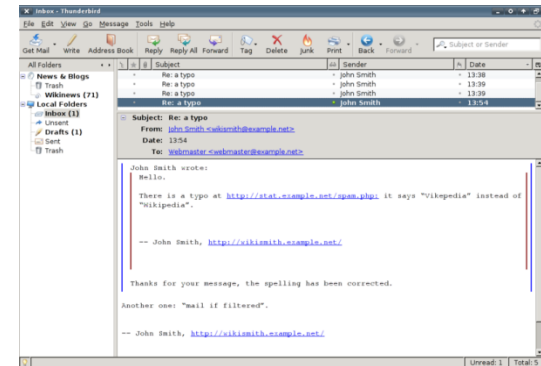 Inbox - Thunderbird
File Edit View Go Message Tools Help
Get Mail Write Address Book Reply Reply All Forward Tag Delete Junk Print Back Forward Subject or Sender
All Folders Subject Sender Date
News & Blogs
Trash
Wikinews (71)
Local Folders
Inbox (1)
Unsent
Drafts (1)
Sent
Trash
Re: a typo John Smith 13:38
Re: a typo John Smith 13:39
Re: a typo John Smith 13:39
Re: a typo John Smith 13:54
Subject: Re: a typo
From: John Smith <wikismith@example.net>
Date: 13:54
To: Webmaster <webmaster@example.net>
John Smith wrote:
Hello.
There is a typo at http://stat.example.net/spam.php; it says "Vikepedia" instead of
"Wikipedia".
-- John Smith, http://wikismith.example.net/
Thanks for your message, the spelling has been corrected.
Another one: "mail if filtered".
-- John Smith, http://wikismith.example.net/
Unread: 1 Total: 5